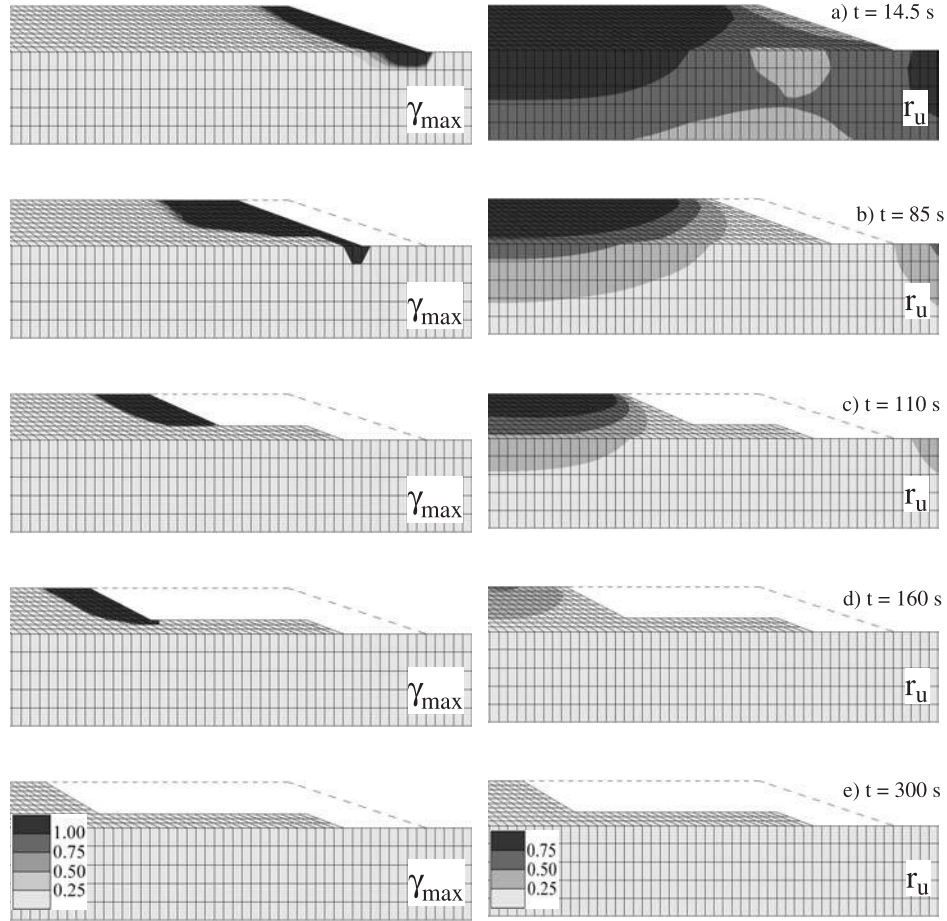 a) t = 14.5 s
γmax
ru
b) t = 85 s
γmax
ru
c) t = 110 s
γmax
ru
d) t = 160 s
γmax
ru
e) t = 300 s
1.00
0.75
0.50
0.25
γmax
0.75
0.50
0.25
ru